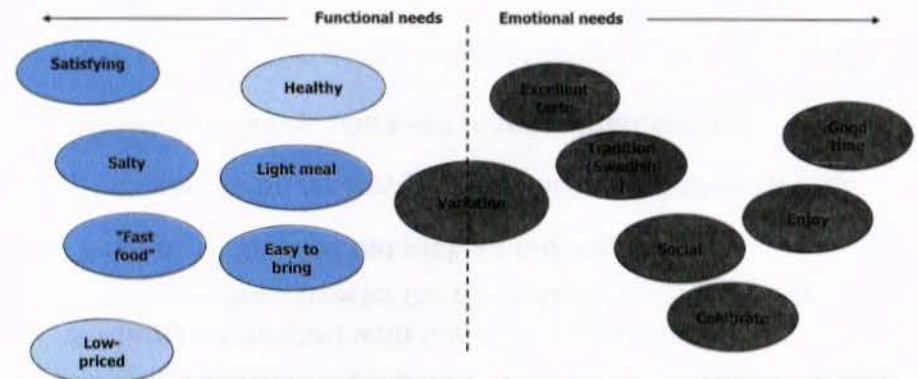 Functional needs
Emotional needs
Satisfying
Healthy
Excellent
taste
Good
time
Salty
Light meal
Tradition
(Swedish
)
Variation
Enjoy
"Fast
food"
Easy to
bring
Social
Celebrate
Low-
priced